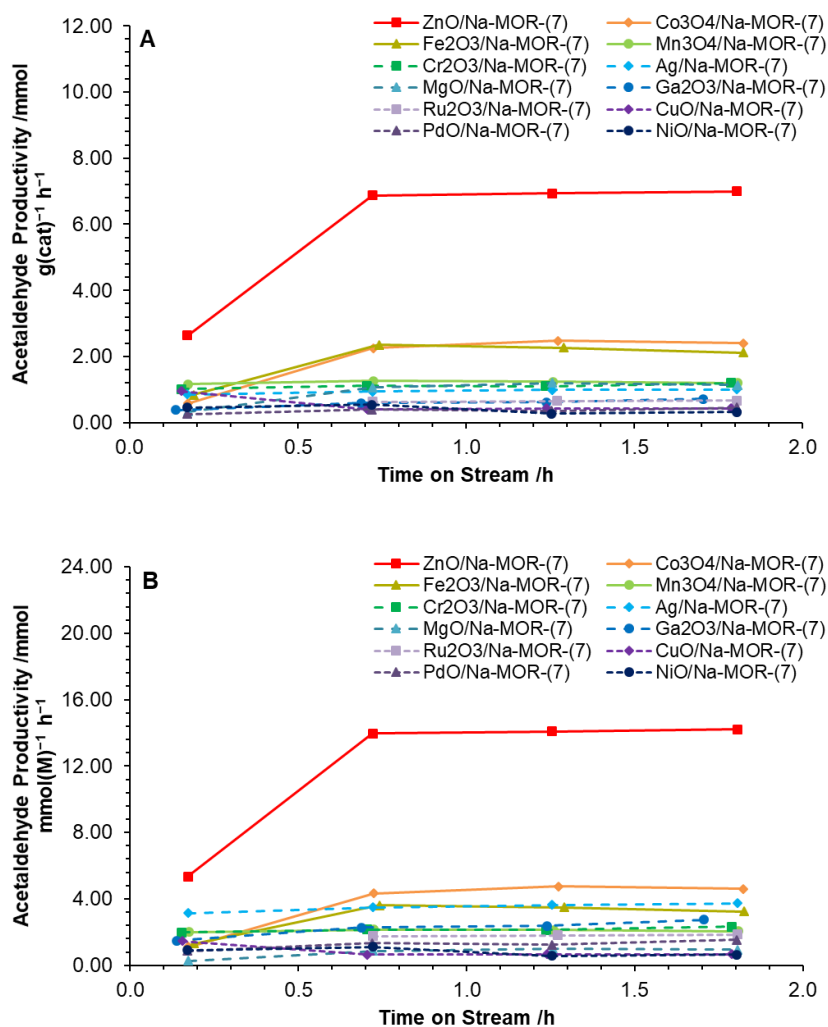 A
ZnO/Na-MOR-(7) Co3O4/Na-MOR-(7)
Fe2O3/Na-MOR-(7) Mn3O4/Na-MOR-(7)
Cr2O3/Na-MOR-(7) Ag/Na-MOR-(7)
MgO/Na-MOR-(7) Ga2O3/Na-MOR-(7)
Ru2O3/Na-MOR-(7) CuO/Na-MOR-(7)
PdO/Na-MOR-(7) NiO/Na-MOR-(7)
Acetaldehyde Productivity /mmol
g(cat)⁻¹ h⁻¹
12.00
10.00
8.00
6.00
4.00
2.00
0.00
0.0 0.5 1.0 1.5 2.0
Time on Stream /h
B
ZnO/Na-MOR-(7) Co3O4/Na-MOR-(7)
Fe2O3/Na-MOR-(7) Mn3O4/Na-MOR-(7)
Cr2O3/Na-MOR-(7) Ag/Na-MOR-(7)
MgO/Na-MOR-(7) Ga2O3/Na-MOR-(7)
Ru2O3/Na-MOR-(7) CuO/Na-MOR-(7)
PdO/Na-MOR-(7) NiO/Na-MOR-(7)
Acetaldehyde Productivity /mmol
mmol(M)⁻¹ h⁻¹
24.00
20.00
16.00
12.00
8.00
4.00
0.00
0.0 0.5 1.0 1.5 2.0
Time on Stream /h